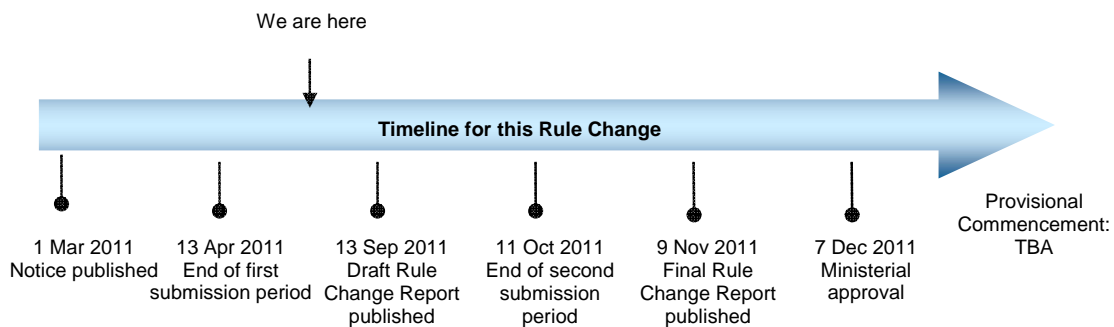 We are here
Timeline for this Rule Change
1 Mar 2011
Notice published
13 Apr 2011
End of first
submission period
13 Sep 2011
Draft Rule
Change Report
published
11 Oct 2011
End of second
submission
period
9 Nov 2011
Final Rule
Change Report
published
7 Dec 2011
Ministerial
approval
Provisional
Commencement:
TBA